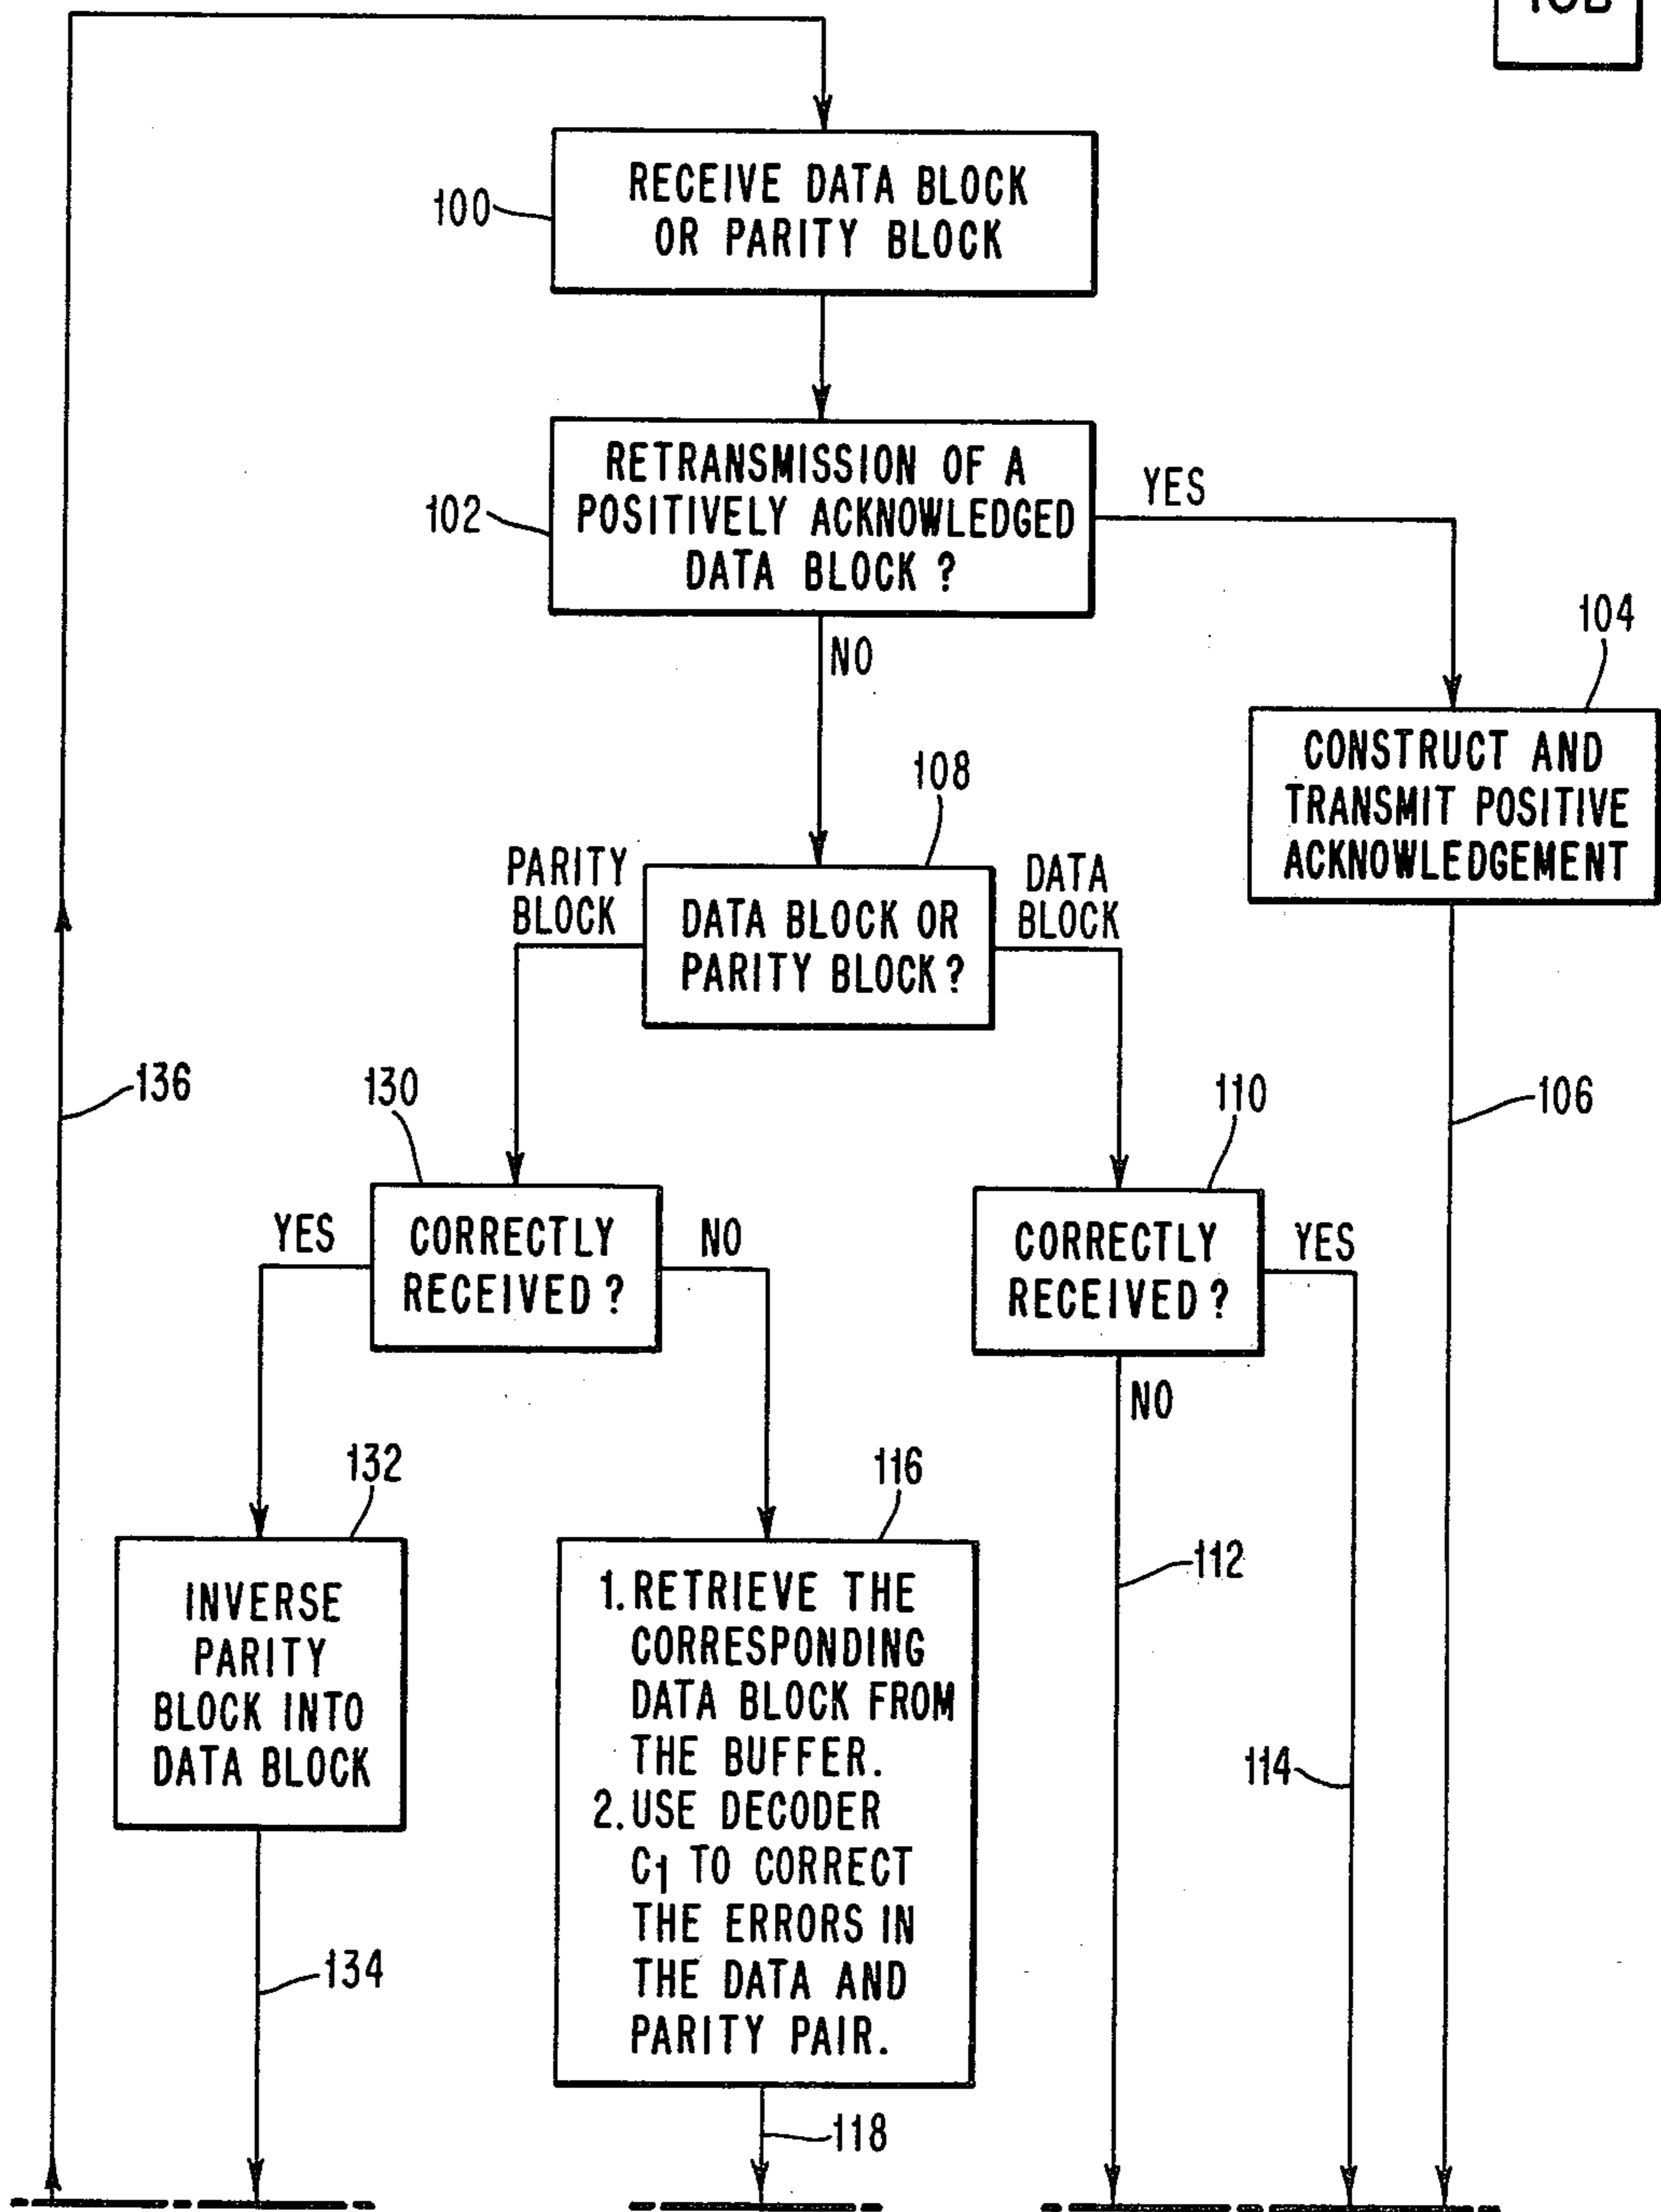 RECEIVE DATA BLOCK
OR PARITY BLOCK
100
RETRANSMISSION OF A
POSITIVELY ACKNOWLEDGED
DATA BLOCK ?
102
YES
NO
104
CONSTRUCT AND
TRANSMIT POSITIVE
ACKNOWLEDGEMENT
108
PARITY
BLOCK
DATA BLOCK OR
PARITY BLOCK ?
DATA
BLOCK
136
130
110
106
YES
CORRECTLY
RECEIVED ?
NO
CORRECTLY
RECEIVED ?
YES
NO
132
116
INVERSE
PARITY
BLOCK INTO
DATA BLOCK
1. RETRIEVE THE
CORRESPONDING
DATA BLOCK FROM
THE BUFFER.
2. USE DECODER
C1 TO CORRECT
THE ERRORS IN
THE DATA AND
PARITY PAIR.
112
114
134
118